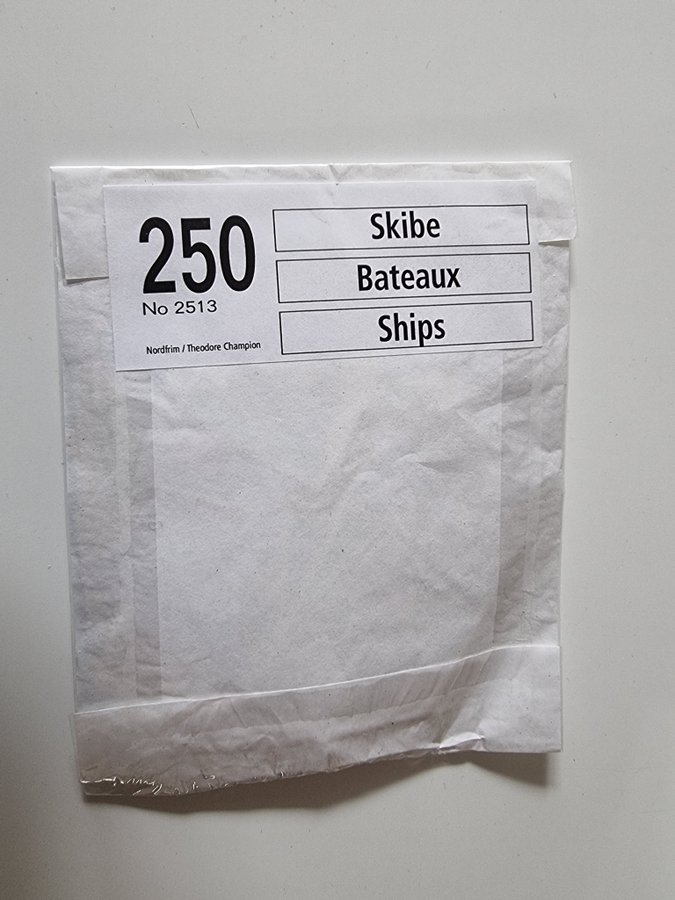 250
No 2513
Nordfrim / Theodore Champion
Skibe
Bateaux
Ships